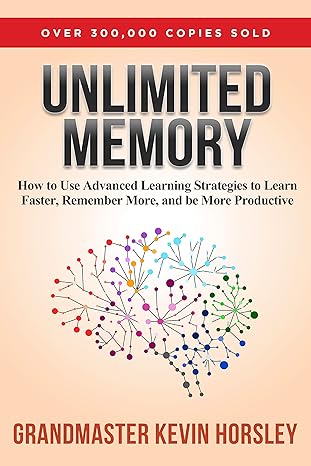 OVER 300,000 COPIES SOLD
UNLIMITED
MEMORY
How to Use Advanced Learning Strategies to Learn
Faster, Remember More, and be More Productive
GRANDMASTER KEVIN HORSLEY